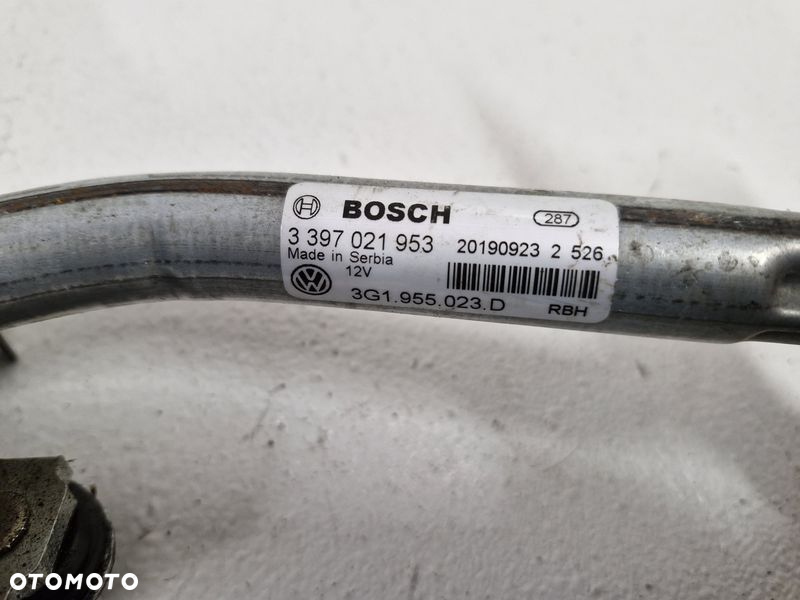 BOSCH 287
3 397 021 953 20190923 2 526
Made in Serbia
12V
3G1.955.023.D RBH
OTOMOTO